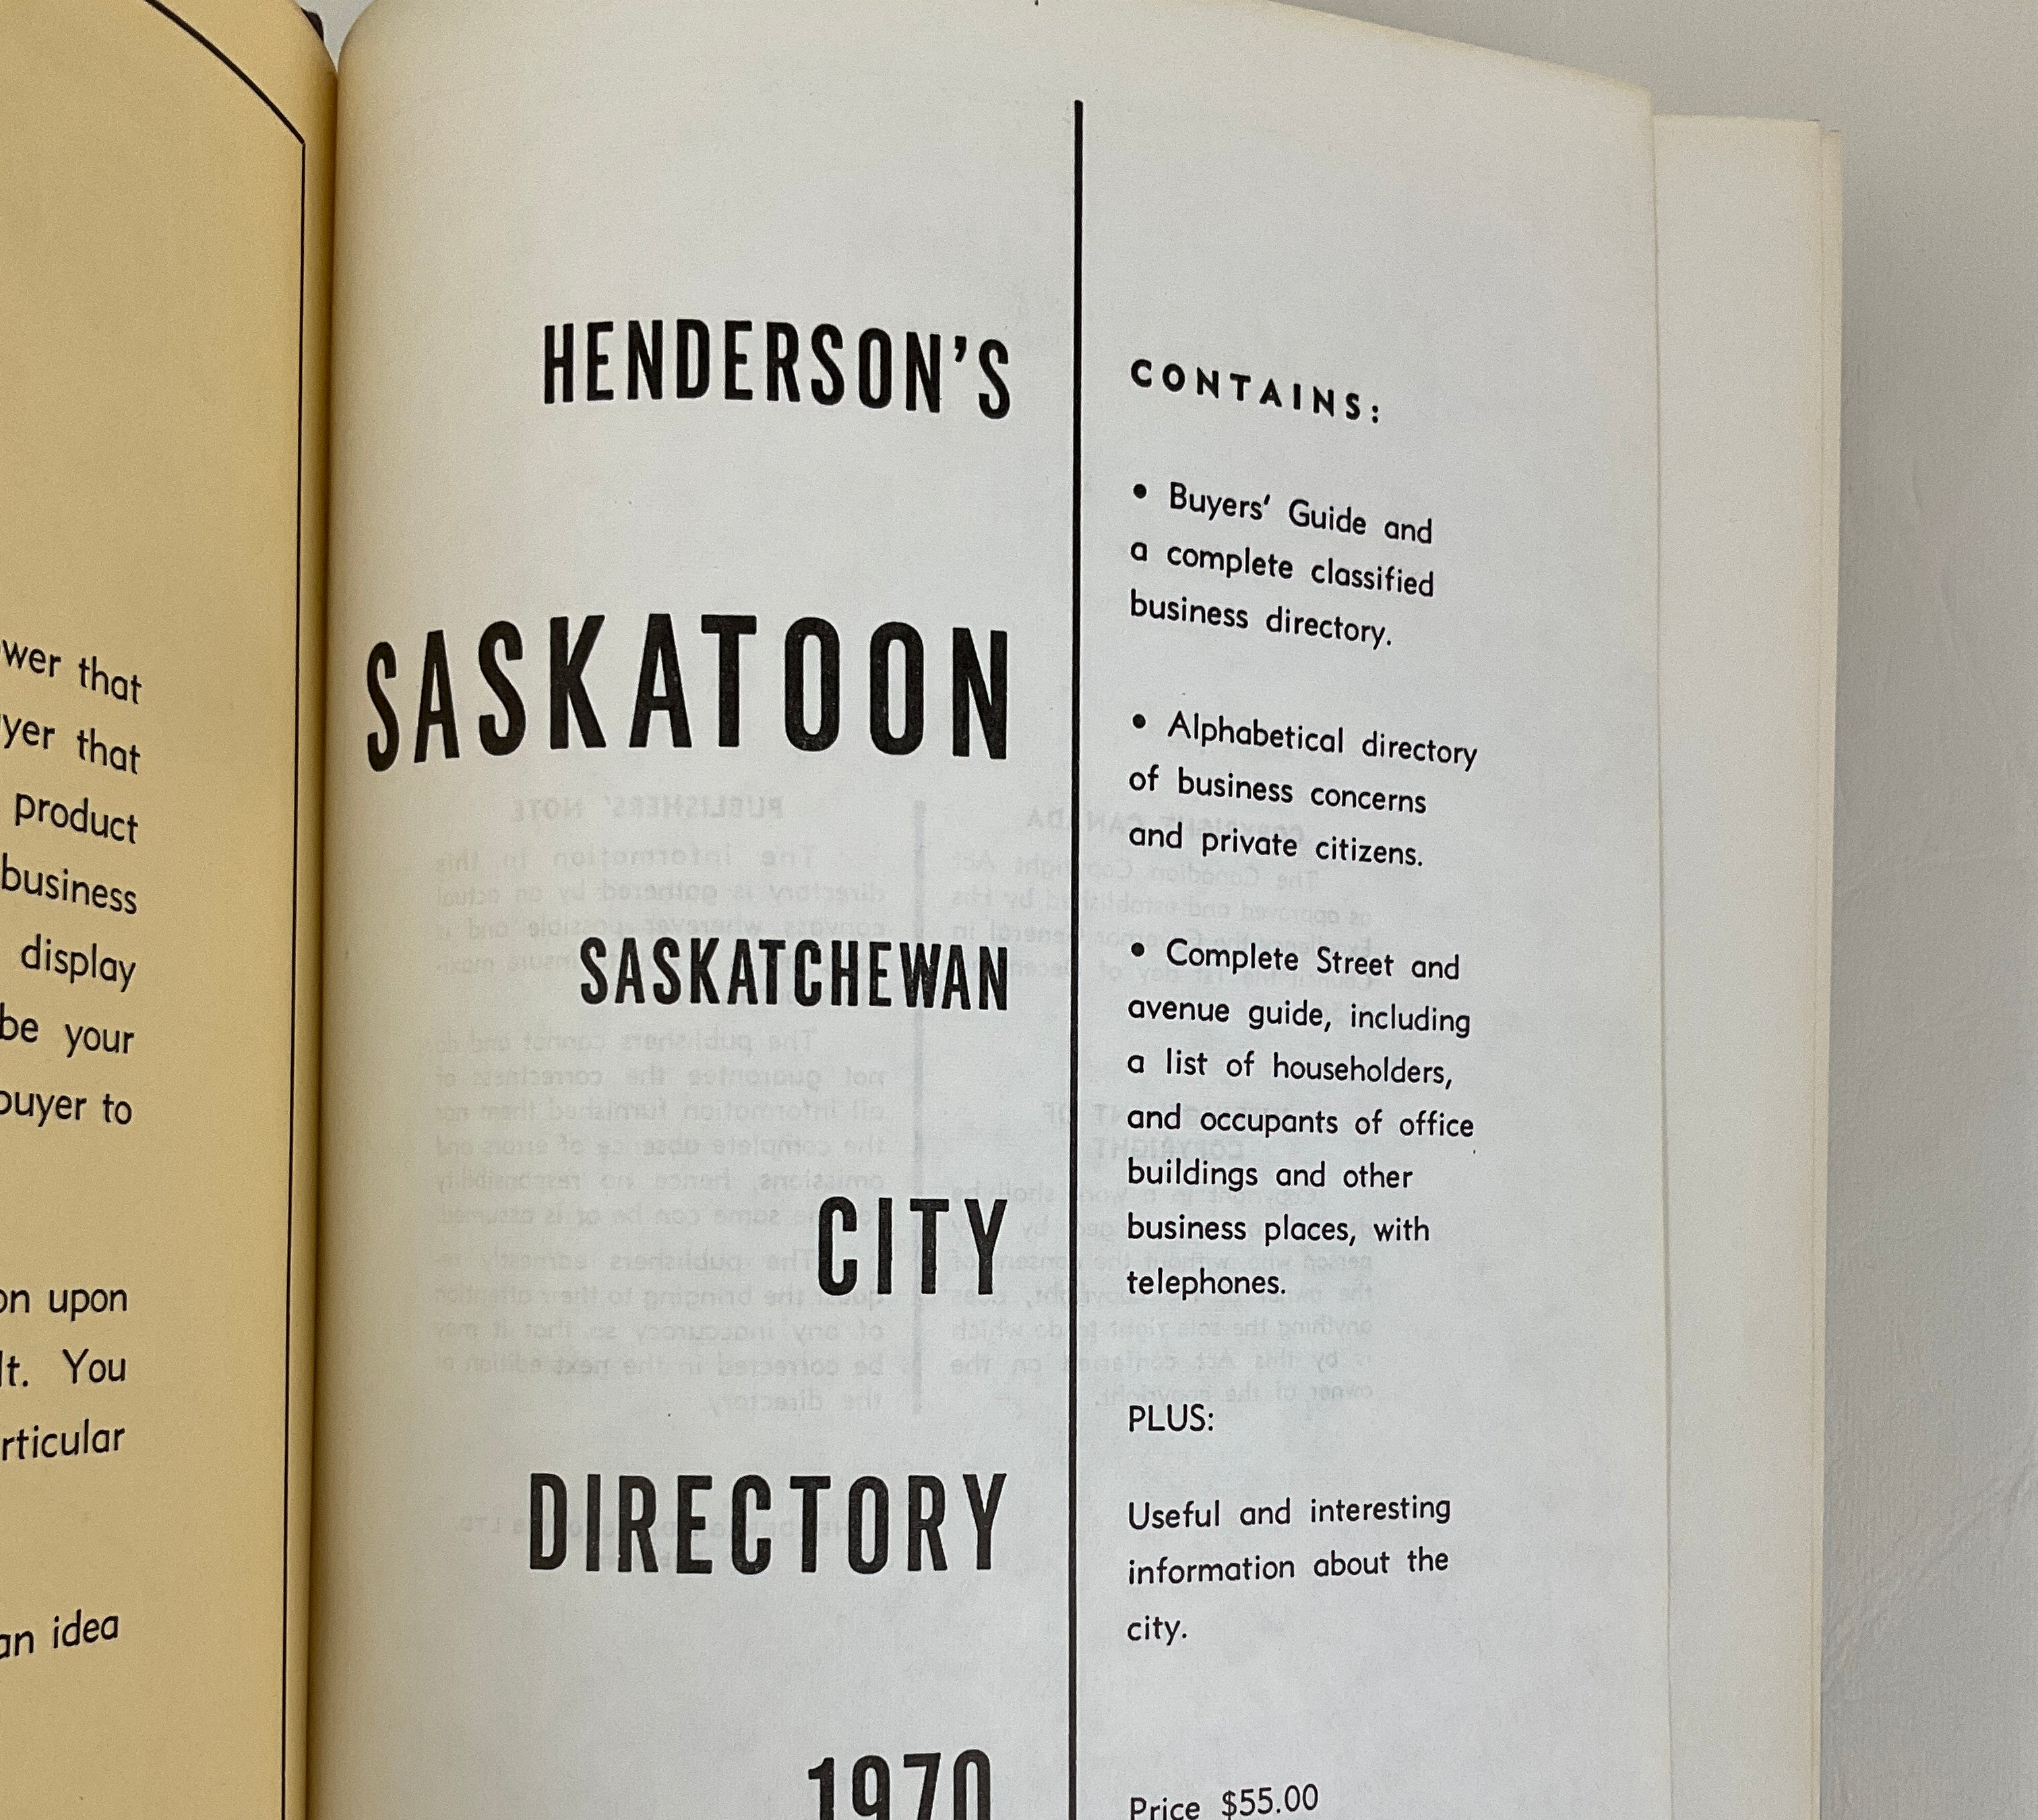 wer that
yer that
product
business
display
be your
buyer to
on upon
lt. You
rticular
an idea
HENDERSON'S
SASKATOON
SASKATCHEWAN
CITY
DIRECTORY
1970
CONTAINS:
• Buyers' Guide and
a complete classified
business directory.
• Alphabetical directory
of business concerns
and private citizens.
• Complete Street and
avenue guide, including
a list of householders,
and occupants of office
buildings and other
business places, with
telephones.
PLUS:
Useful and interesting
information about the
city.
Price $55.00